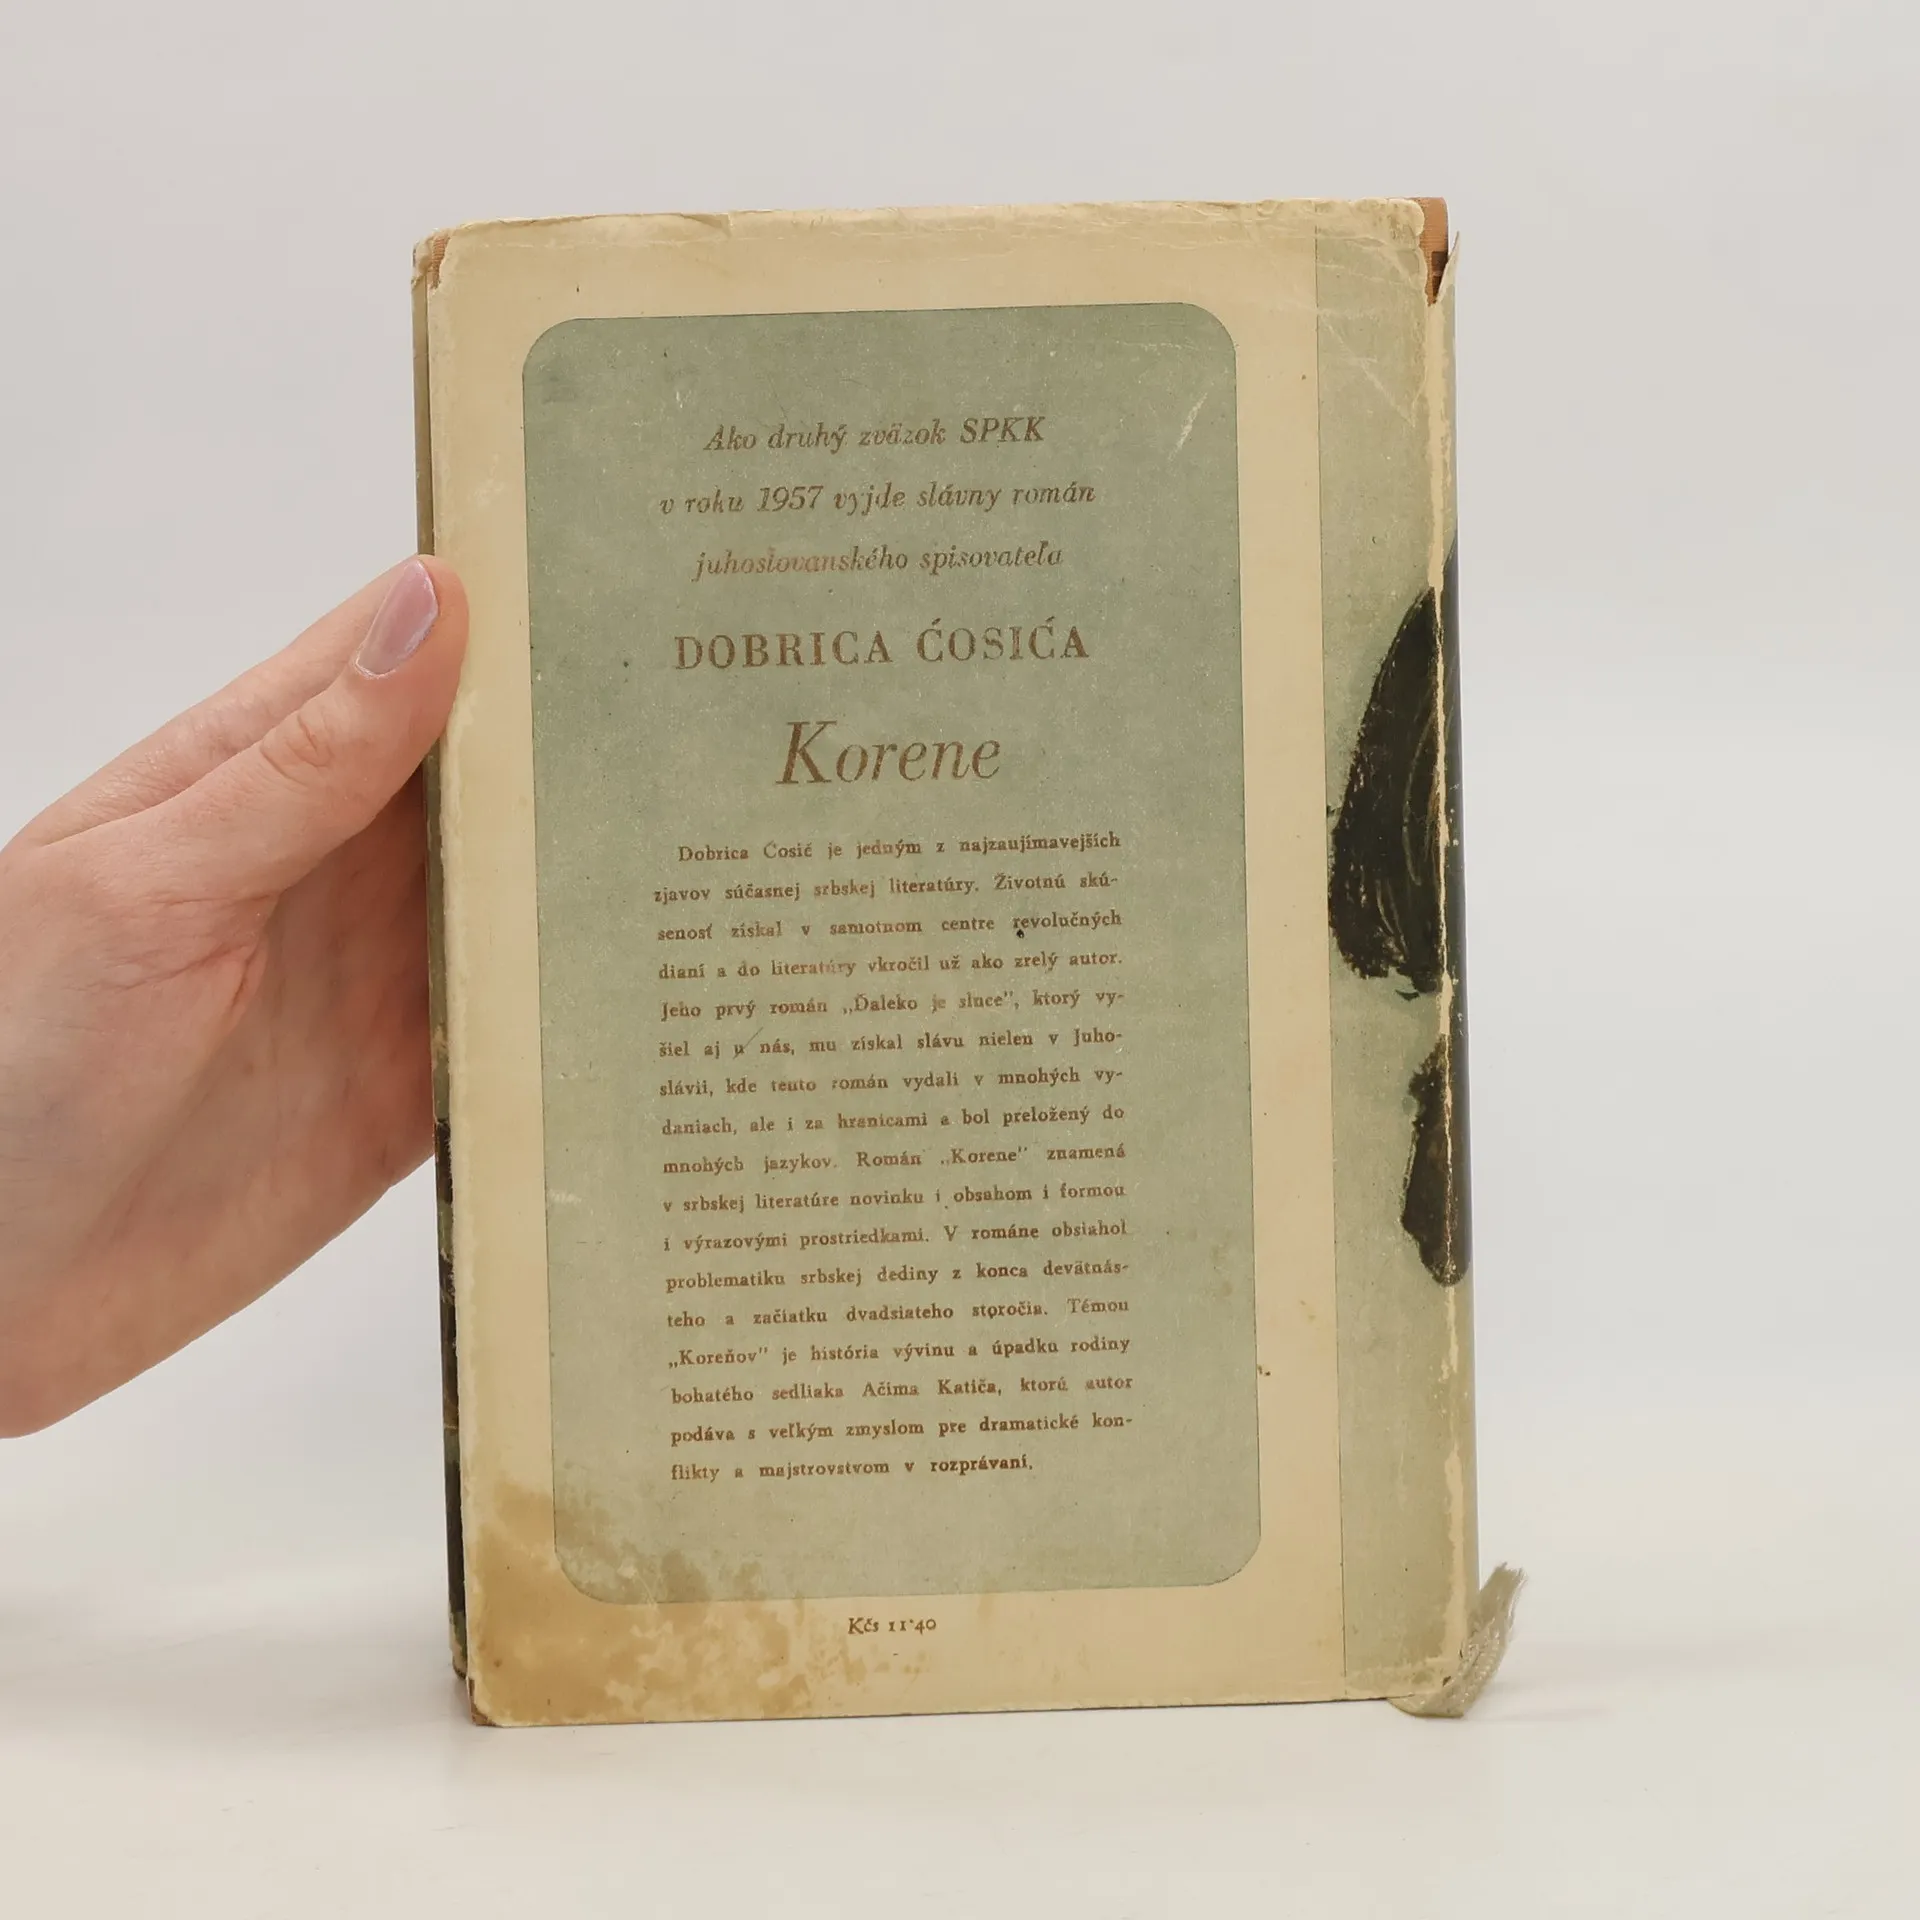 Ako druhý zväzok SPKK
v roku 1957 vyjde slávny román
juhoslovanského spisovateľa
DOBRICA ĆOSIĆA
Korene
Dobrica Ćosić je jedným z najzaujímavejších
zjavov súčasnej srbskej literatúry. Životnú skú-
senosť získal v samotnom centre revolučných
dianí a do literatúry vkročil už ako zrelý autor.
Jeho prvý román „Ďaleko je slnce", ktorý vy-
šiel aj u nás, mu získal slávu nielen v Juho-
slávii, kde tento román vydali v mnohých vy-
daniach, ale i za hranicami a bol preložený do
mnohých jazykov. Román „Korene" znamená
v srbskej literatúre novinku i obsahom i formou
i výrazovými prostriedkami. V románe obsiahol
problematiku srbskej dediny z konca devätnás-
teho a začiatku dvadsiateho storočia. Témou
„Koreňov" je história vývinu a úpadku rodiny
bohatého sedliaka Ačima Katiča, ktorú autor
podáva s veľkým zmyslom pre dramatické kon-
flikty a majstrovstvom v rozprávaní.
Kčs 11·40